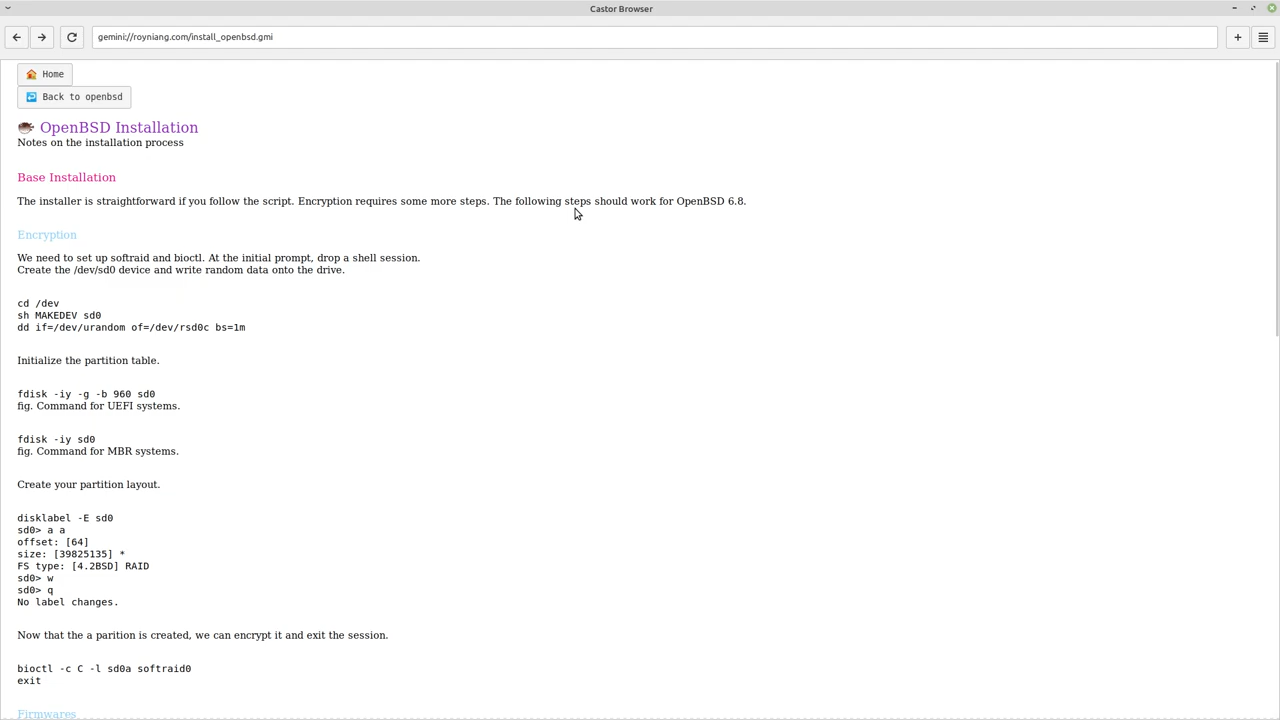 Castor Browser
gemini://royniang.com/install_openbsd.gmi
Home
Back to openbsd
OpenBSD Installation
Notes on the installation process
Base Installation
The installer is straightforward if you follow the script. Encryption requires some more steps. The following steps should work for OpenBSD 6.8.
Encryption
We need to set up softraid and bioctl. At the initial prompt, drop a shell session.
Create the /dev/sd0 device and write random data onto the drive.
cd /dev
sh MAKEDEV sd0
dd if=/dev/urandom of=/dev/rsd0c bs=1m
Initialize the partition table.
fdisk -iy -g -b 960 sd0
fig. Command for UEFI systems.
fdisk -iy sd0
fig. Command for MBR systems.
Create your partition layout.
disklabel -E sd0
sd0> a a
offset: [64]
size: [39825135] *
FS type: [4.2BSD] RAID
sd0> w
sd0> q
No label changes.
Now that the a parition is created, we can encrypt it and exit the session.
bioctl -c C -l sd0a softraid0
exit
Firmwares